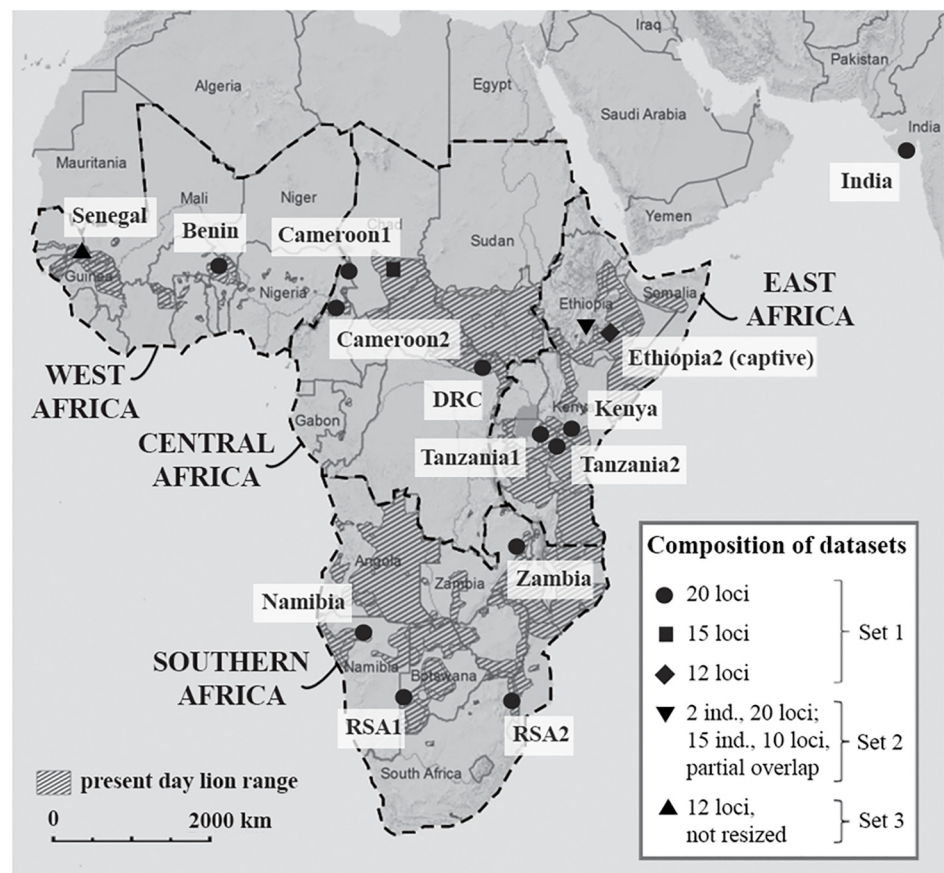 Iraq
Algeria
Egypt
Pakistan
Saudi Arabia
India
Mauritania
India
Mali
Niger
Chad
Yemen
Senegal
Benin
Cameroon1
Sudan
Guinea
Nigeria
Ethiopia
Somalia
EAST
AFRICA
Cameroon2
Ethiopia2 (captive)
WEST
AFRICA
DRC
Kenya
Kenya
Gabon
CENTRAL
AFRICA
Tanzania1
Tanzania2
Angola
Zambia
Zambia
Namibia
SOUTHERN
AFRICA
Namibia
Botswana
RSA1
RSA2
South Africa
present day lion range
0 2000 km
Composition of datasets
20 loci
15 loci
12 loci
Set 1
2 ind., 20 loci;
15 ind., 10 loci,
partial overlap
Set 2
12 loci,
not resized
Set 3